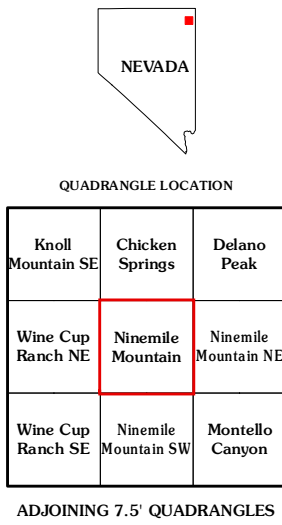 NEVADA
QUADRANGLE LOCATION
Knoll
Mountain SE
Chicken
Springs
Delano
Peak
Wine Cup
Ranch NE
Ninemile
Mountain
Ninemile
Mountain NE
Wine Cup
Ranch SE
Ninemile
Mountain SW
Montello
Canyon
ADJOINING 7.5' QUADRANGLES